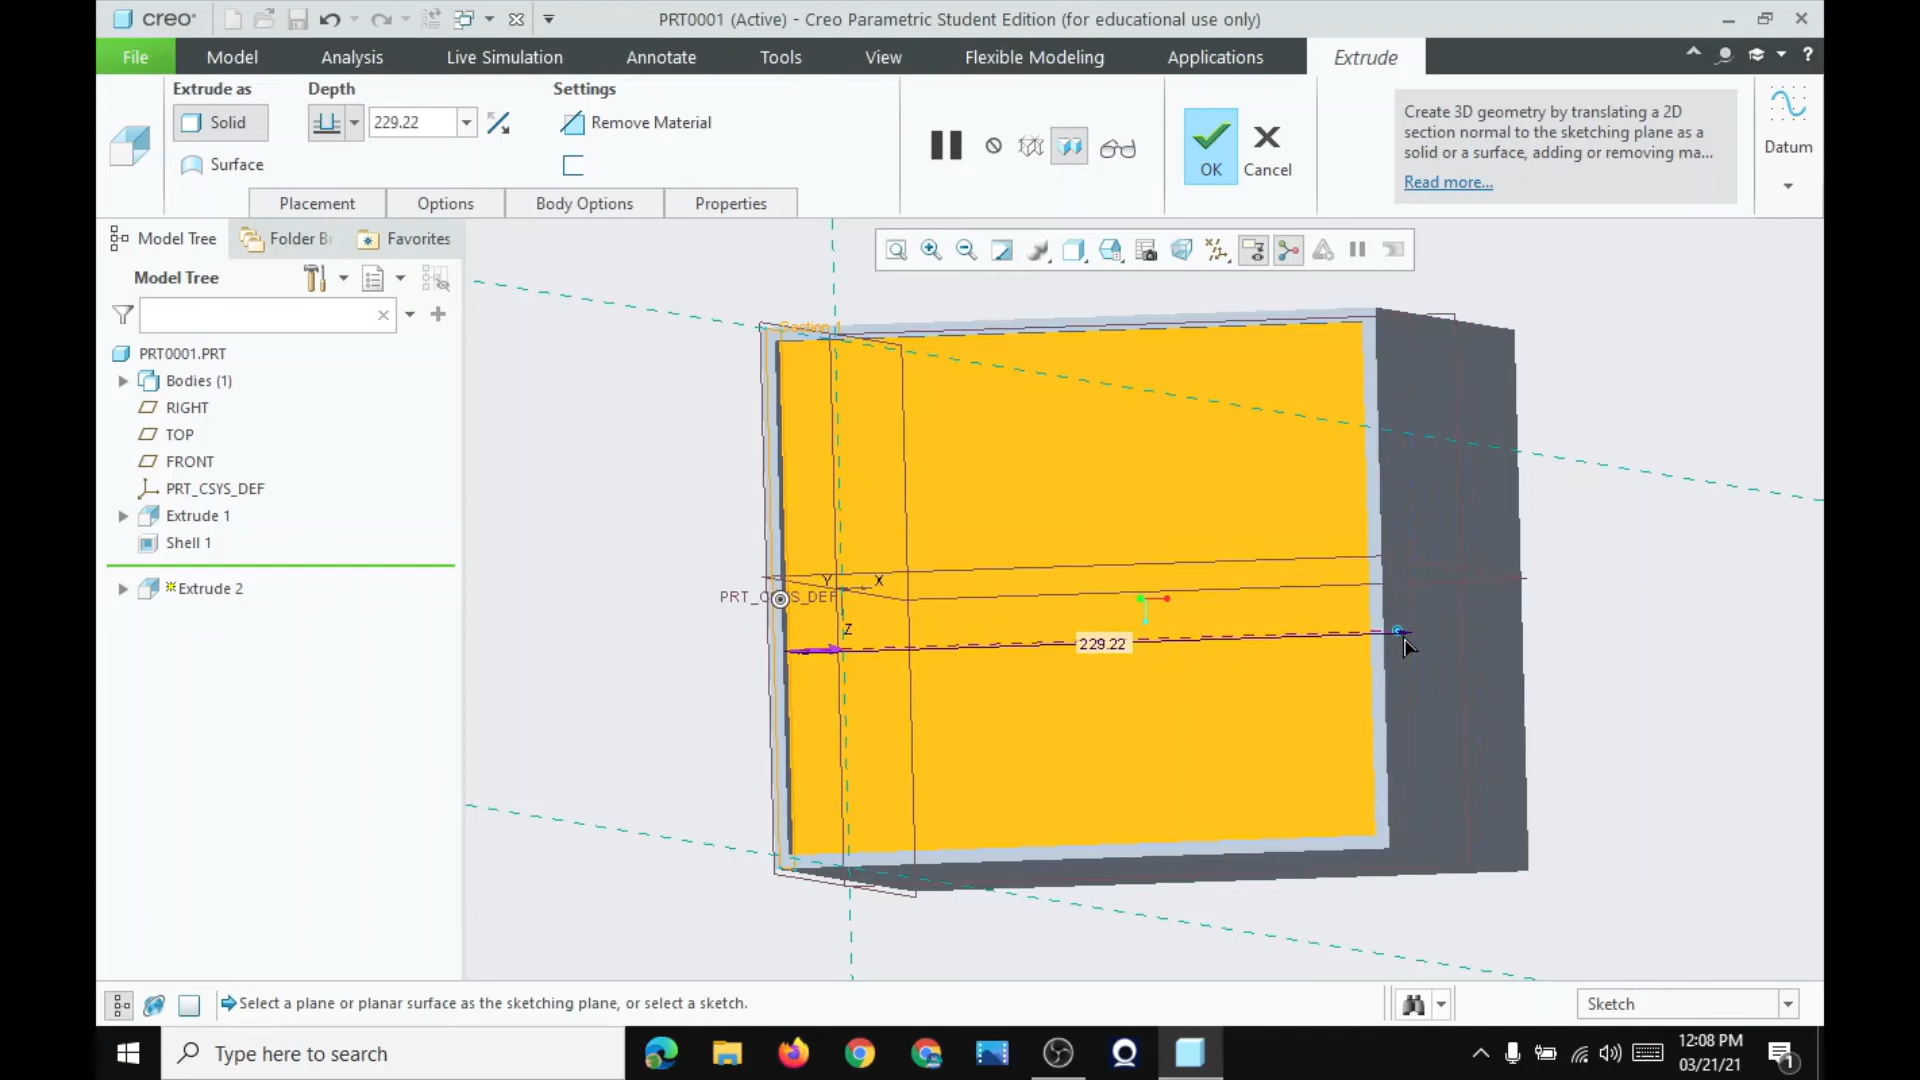 creo®
PRT0001 (Active) - Creo Parametric Student Edition (for educational use only)
File Model Analysis Live Simulation Annotate Tools View Flexible Modeling Applications Extrude
Extrude as Depth Settings
Solid 229.22 Remove Material
Surface
OK Cancel
Create 3D geometry by translating a 2D
section normal to the sketching plane as a
solid or a surface, adding or removing ma...
Read more...
Datum
Placement Options Body Options Properties
Model Tree Folder Br Favorites
Model Tree
PRT0001.PRT
Bodies (1)
RIGHT
TOP
FRONT
PRT_CSYS_DEF
Extrude 1
Shell 1
Extrude 2
Section 1
Y X
PRT_CSYS_DEF
Z
229.22
Select a plane or planar surface as the sketching plane, or select a sketch.
Sketch
Type here to search
12:08 PM
03/21/21
1